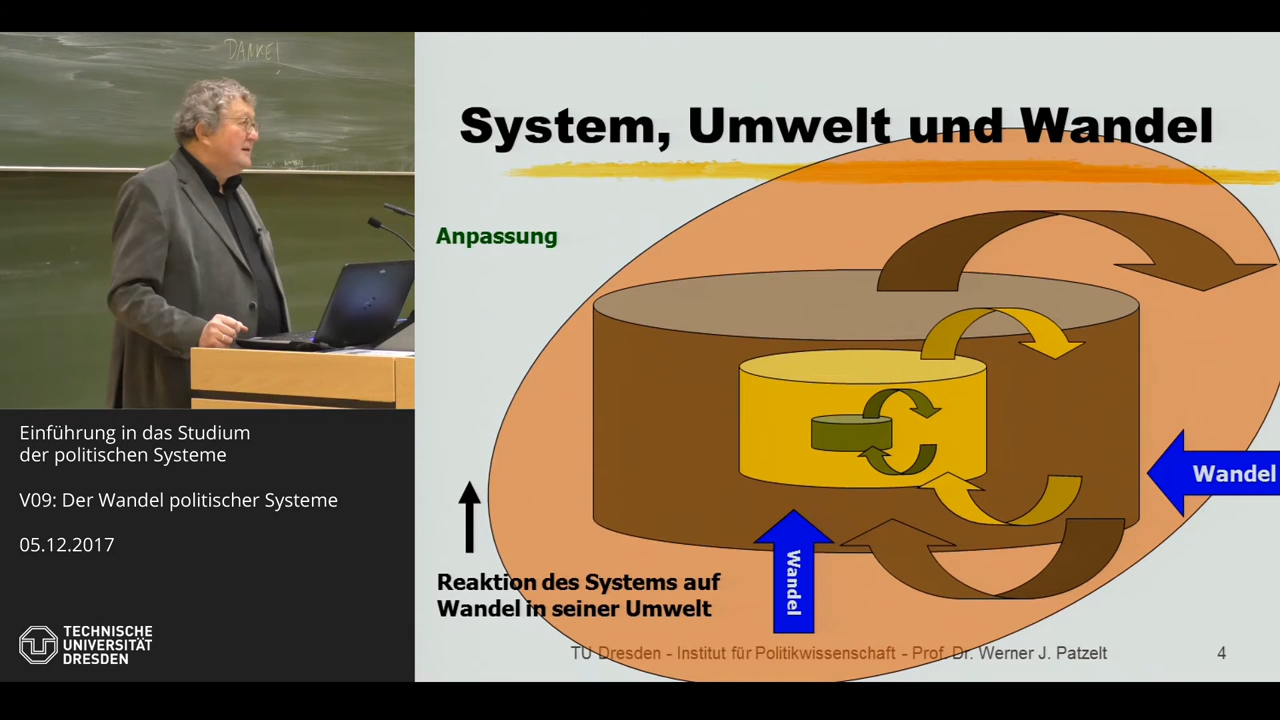 DANKE!
System, Umwelt und Wandel
Anpassung
Wandel
Wandel
Reaktion des Systems auf
Wandel in seiner Umwelt
TU Dresden - Institut für Politikwissenschaft - Prof. Dr. Werner J. Patzelt
4
Einführung in das Studium
der politischen Systeme
V09: Der Wandel politischer Systeme
05.12.2017
TECHNISCHE
UNIVERSITÄT
DRESDEN